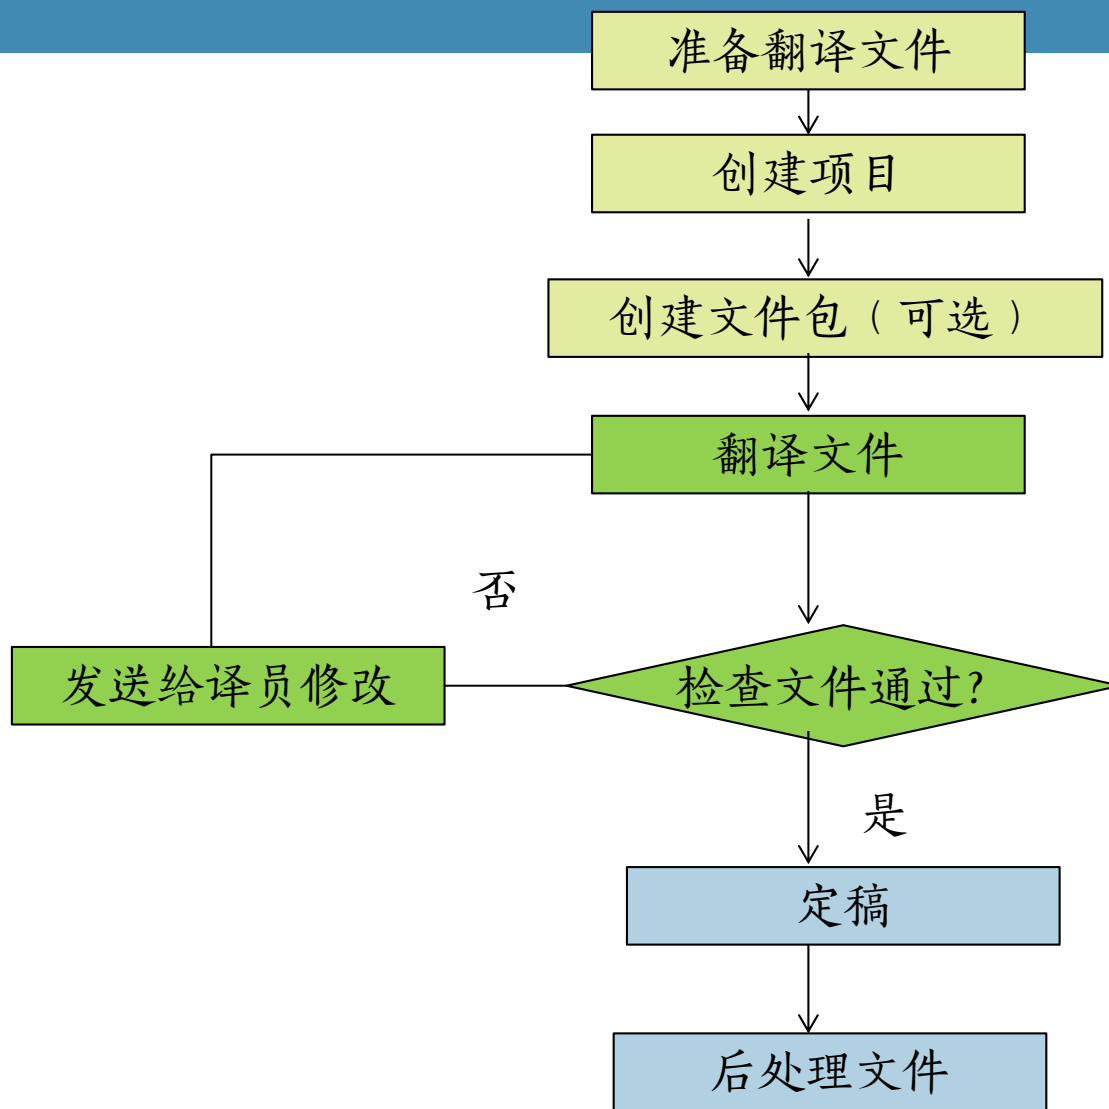 准备翻译文件
创建项目
创建文件包（可选）
翻译文件
否
发送给译员修改
检查文件通过?
是
定稿
后处理文件